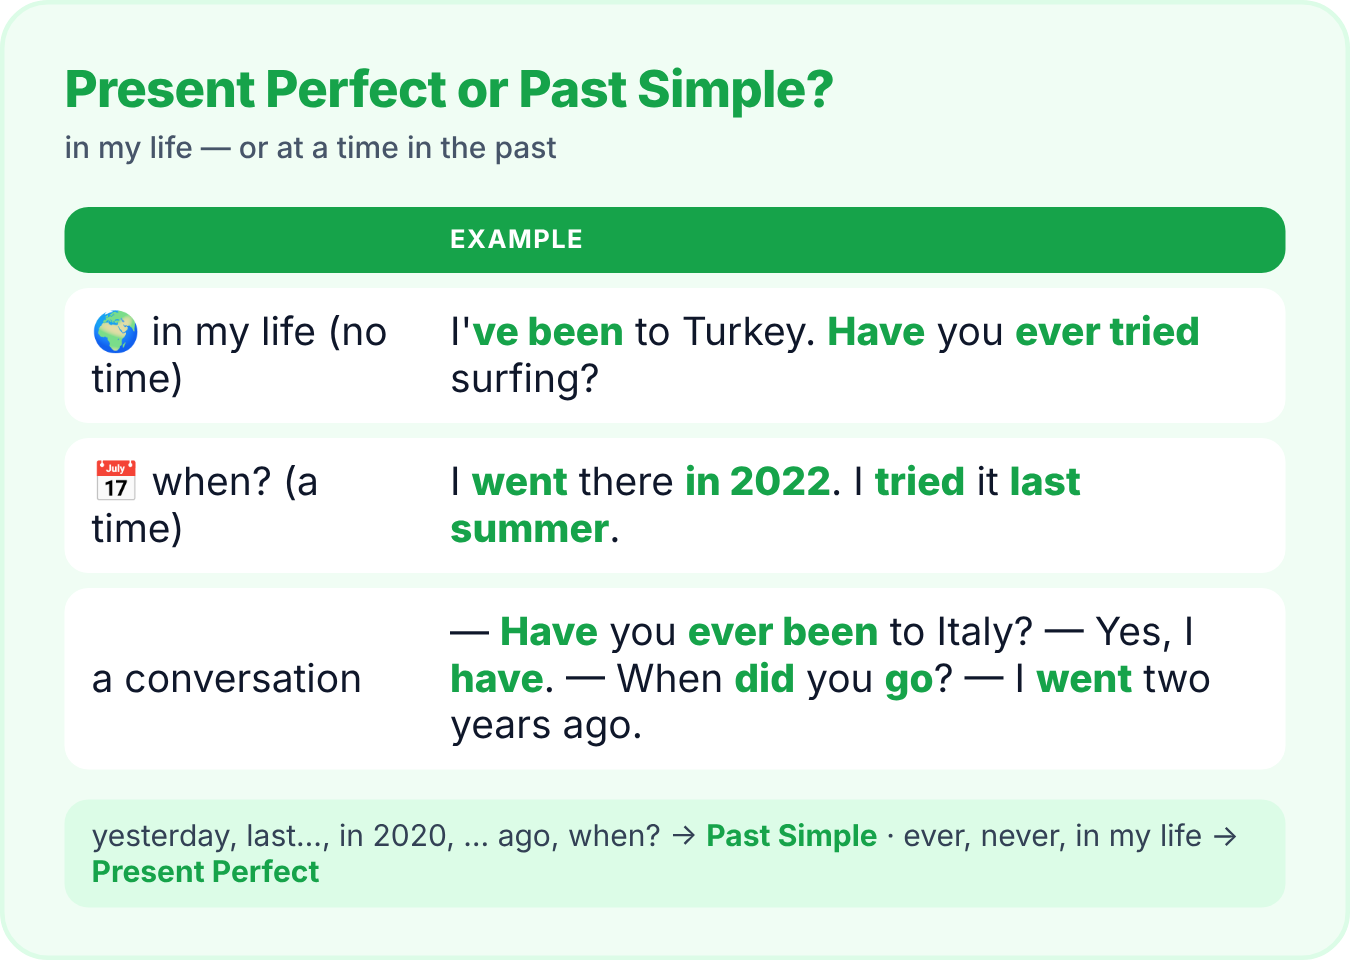 Present Perfect or Past Simple?
in my life — or at a time in the past
EXAMPLE
🌍 in my life (no
time)
I've been to Turkey. Have you ever tried
surfing?
📅 when? (a
time)
I went there in 2022. I tried it last
summer.
a conversation
— Have you ever been to Italy? — Yes, I
have. — When did you go? — I went two
years ago.
yesterday, last..., in 2020, ... ago, when? → Past Simple · ever, never, in my life →
Present Perfect